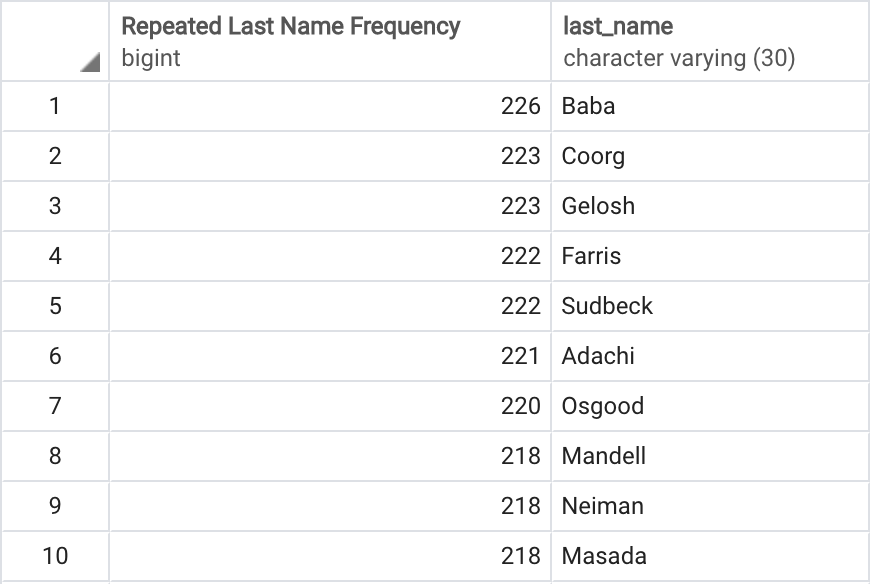 Repeated Last Name Frequency last_name
bigint character varying (30)
1 226 Baba
2 223 Coorg
3 223 Gelosh
4 222 Farris
5 222 Sudbeck
6 221 Adachi
7 220 Osgood
8 218 Mandell
9 218 Neiman
10 218 Masada